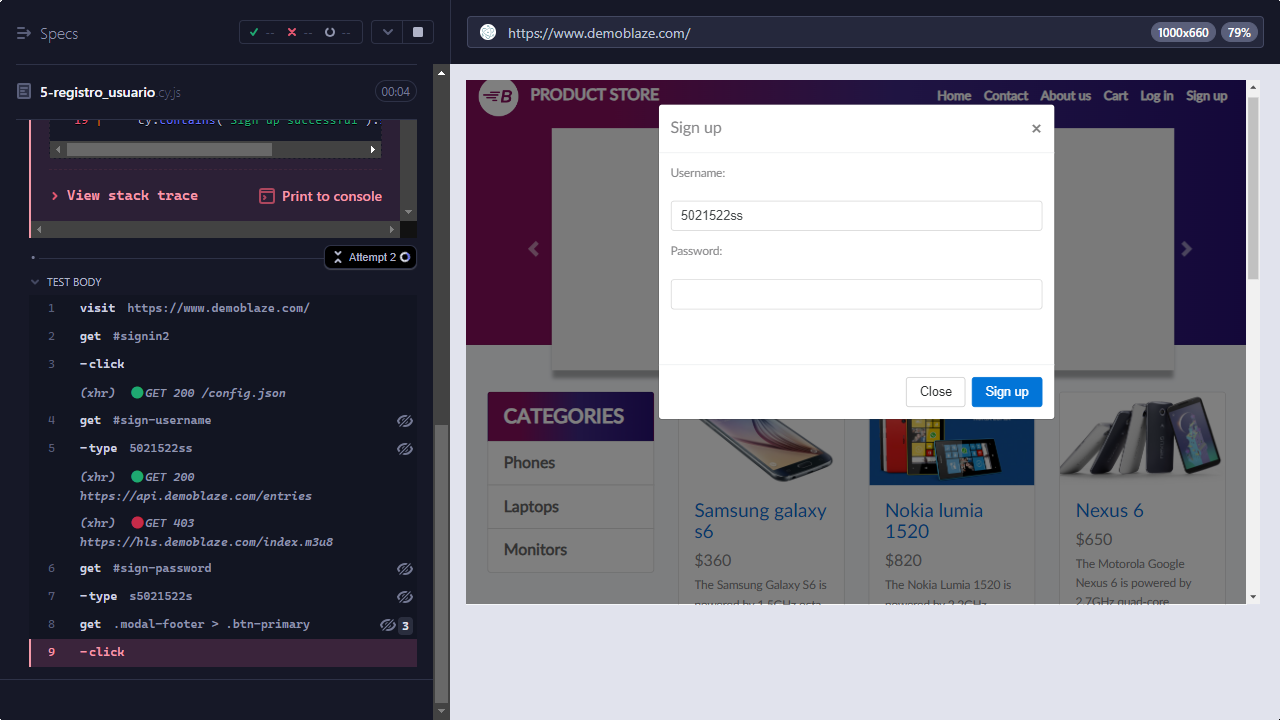 Specs
-- -- --
5-registro_usuario.cy.js
00:04
19 | cy.contains('Sign up successful').
View stack trace
Print to console
Attempt 2
TEST BODY
1 visit https://www.demoblaze.com/
2 get #signin2
3 -click
(xhr) GET 200 /config.json
4 get #sign-username
5 -type 5021522ss
(xhr) GET 200
https://api.demoblaze.com/entries
(xhr) GET 403
https://hls.demoblaze.com/index.m3u8
6 get #sign-password
7 -type s5021522s
8 get .modal-footer > .btn-primary 3
9 -click
https://www.demoblaze.com/
1000x660
79%
B PRODUCT STORE
Home Contact About us Cart Log in Sign up
Sign up
×
Username:
5021522ss
Password:
Close
Sign up
CATEGORIES
Phones
Laptops
Monitors
Samsung galaxy
s6
$360
The Samsung Galaxy S6 is
powered by 1.5GHz octa
Nokia lumia
1520
$820
The Nokia Lumia 1520 is
powered by 2.2GHz
Nexus 6
$650
The Motorola Google
Nexus 6 is powered by
2.7GHz quad-core